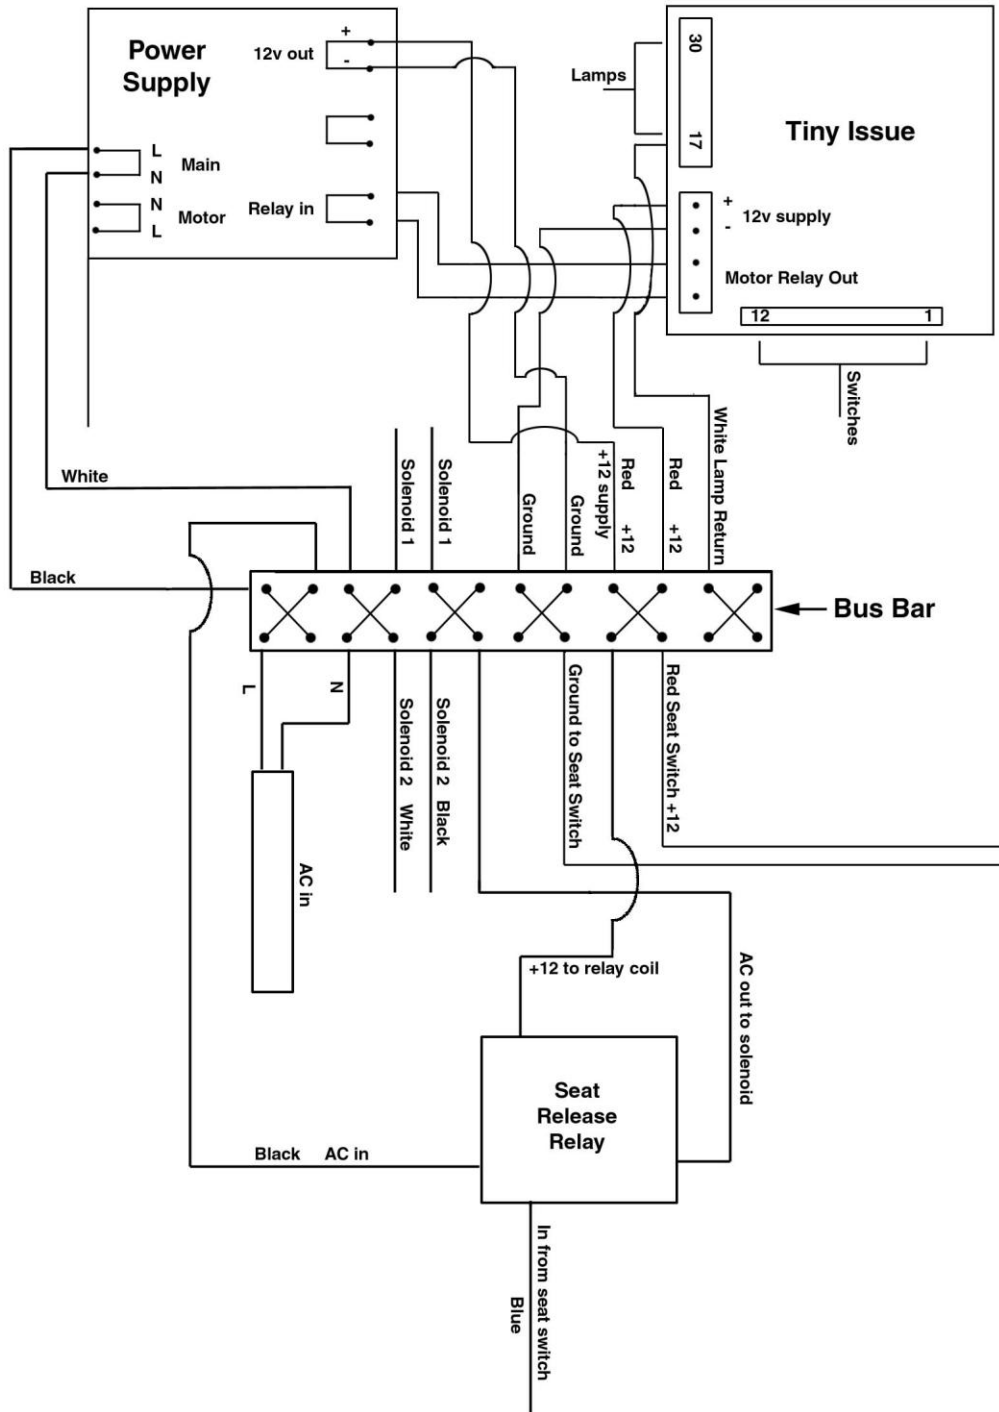 Power
Supply
12v out
+
-
L
Main
N
N
Motor
L
Relay in
30
17
Lamps
Tiny Issue
+
12v supply
-
Motor Relay Out
12
1
Switches
White
Black
Solenoid 1
Solenoid 1
Ground
Ground
+12 supply
Red +12
Red +12
White Lamp Return
Bus Bar
L
N
AC in
Solenoid 2 White
Solenoid 2 Black
Ground to Seat Switch
Red Seat Switch +12
+12 to relay coil
AC out to solenoid
Seat
Release
Relay
Black AC in
In from seat switch
Blue